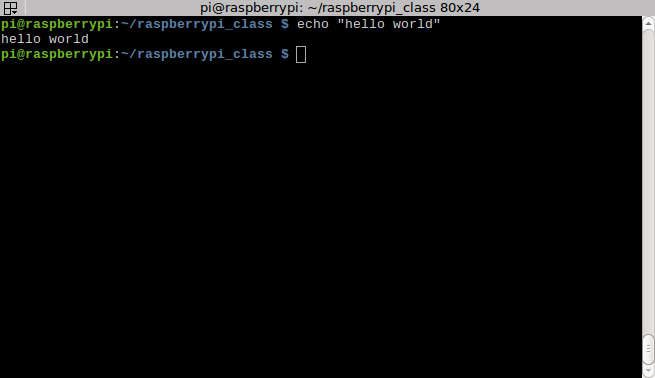 pi@raspberrypi: ~/raspberrypi_class 80x24
pi@raspberrypi:~/raspberrypi_class $ echo "hello world"
hello world
pi@raspberrypi:~/raspberrypi_class $